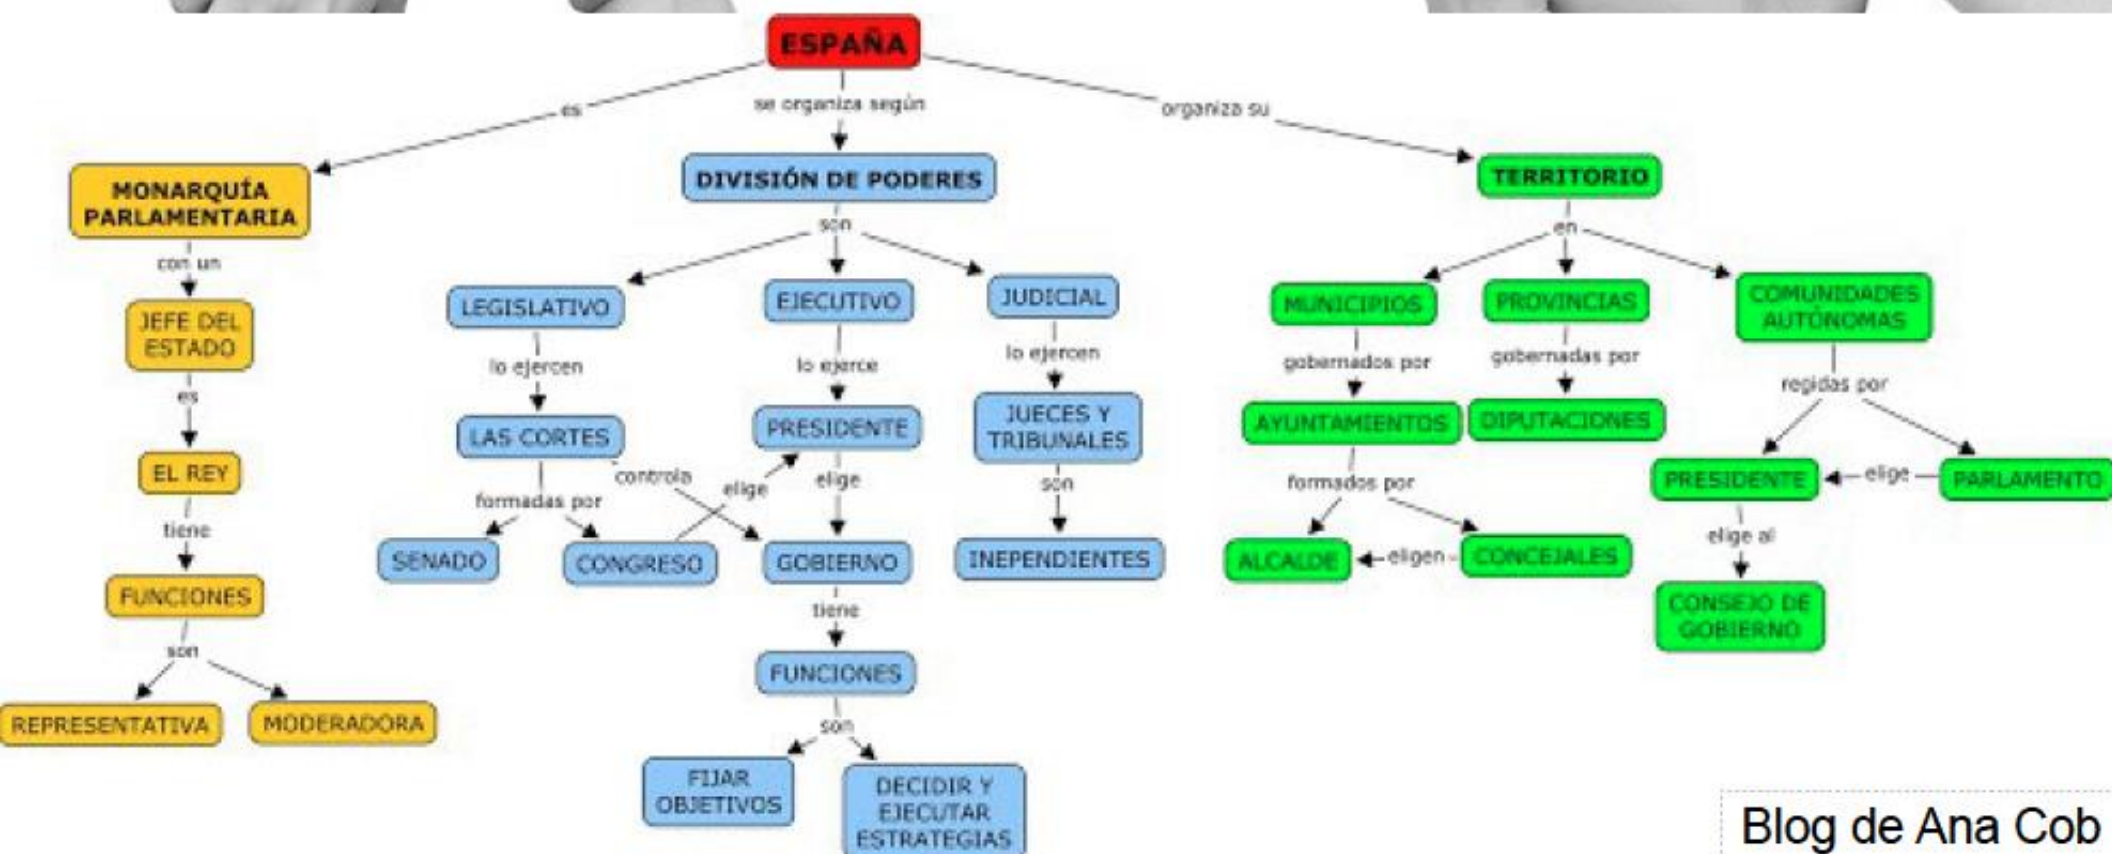 ESPAÑA
es
se organiza según
organiza su
MONARQUÍA
PARLAMENTARIA
con un
JEFE DEL
ESTADO
es
EL REY
tiene
FUNCIONES
son
REPRESENTATIVA
MODERADORA
DIVISIÓN DE PODERES
son
LEGISLATIVO
lo ejercen
LAS CORTES
formadas por
controla
SENADO
CONGRESO
elige
EJECUTIVO
lo ejerce
PRESIDENTE
elige
GOBIERNO
tiene
FUNCIONES
son
FIJAR
OBJETIVOS
DECIDIR Y
EJECUTAR
ESTRATEGIAS
JUDICIAL
lo ejercen
JUECES Y
TRIBUNALES
son
INEPENDIENTES
TERRITORIO
en
MUNICIPIOS
gobernados por
AYUNTAMIENTOS
formados por
ALCALDE
eligen
CONCEJALES
PROVINCIAS
gobernadas por
DIPUTACIONES
COMUNIDADES
AUTÓNOMAS
regidas por
PRESIDENTE
elige
PARLAMENTO
elige al
CONSEJO DE
GOBIERNO
Blog de Ana Cob